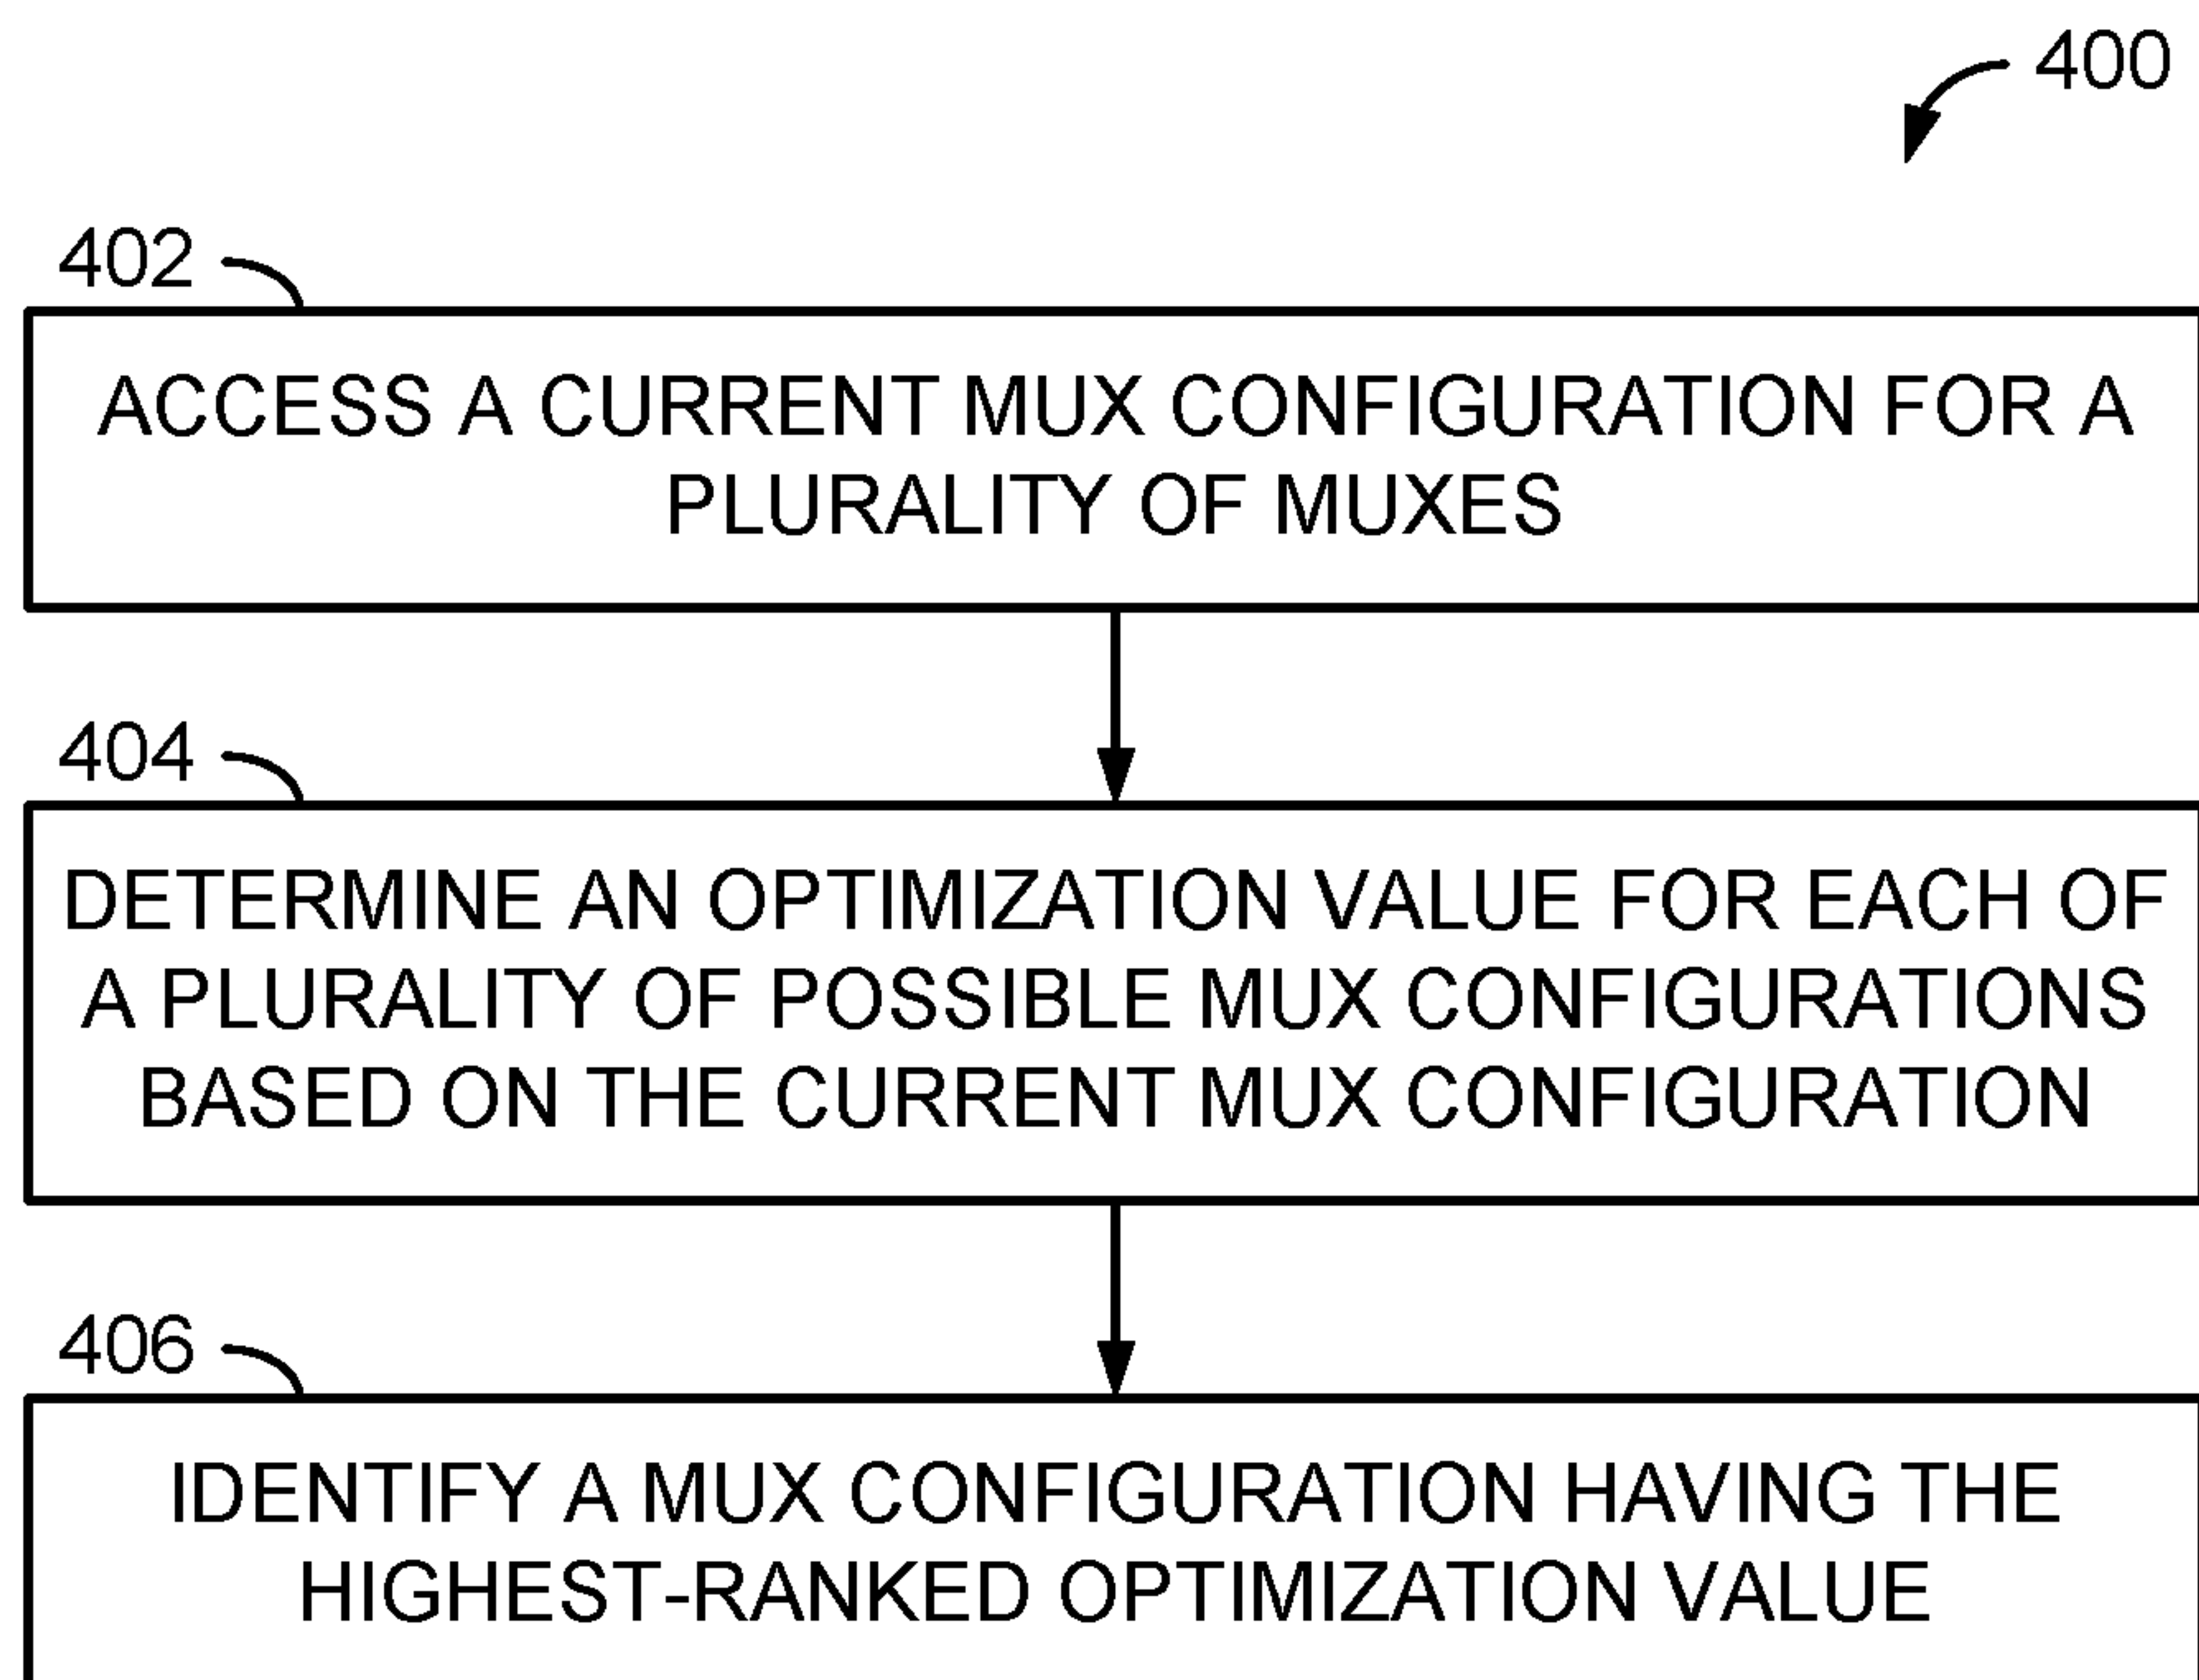 400
402
ACCESS A CURRENT MUX CONFIGURATION FOR A
PLURALITY OF MUXES
404
DETERMINE AN OPTIMIZATION VALUE FOR EACH OF
A PLURALITY OF POSSIBLE MUX CONFIGURATIONS
BASED ON THE CURRENT MUX CONFIGURATION
406
IDENTIFY A MUX CONFIGURATION HAVING THE
HIGHEST-RANKED OPTIMIZATION VALUE